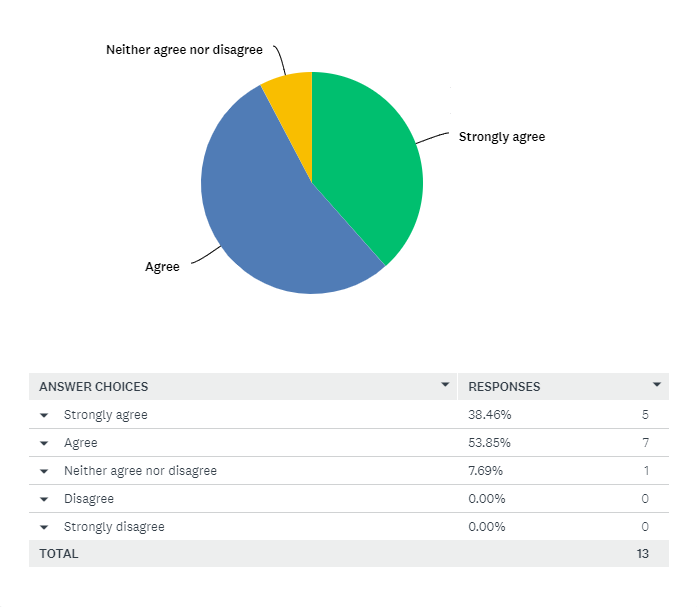 Neither agree nor disagree
Strongly agree
Agree
ANSWER CHOICES RESPONSES
Strongly agree 38.46% 5
Agree 53.85% 7
Neither agree nor disagree 7.69% 1
Disagree 0.00% 0
Strongly disagree 0.00% 0
TOTAL 13